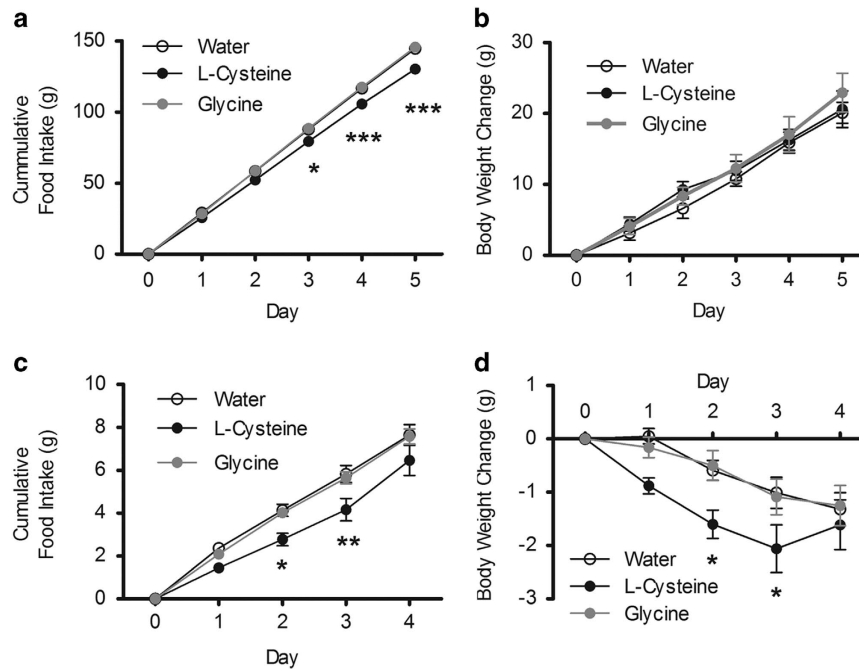 a
150
100
50
0
Cummulative
Food Intake (g)
Water
L-Cysteine
Glycine
*
***
***
0 1 2 3 4 5
Day
b
30
20
10
0
Body Weight Change (g)
Water
L-Cysteine
Glycine
0 1 2 3 4 5
Day
c
10
8
6
4
2
0
Cumulative
Food Intake (g)
Water
L-Cysteine
Glycine
*
**
0 1 2 3 4
Day
d
Day
0 1 2 3 4
1
0
-1
-2
-3
Body Weight Change (g)
Water
L-Cysteine
Glycine
*
*